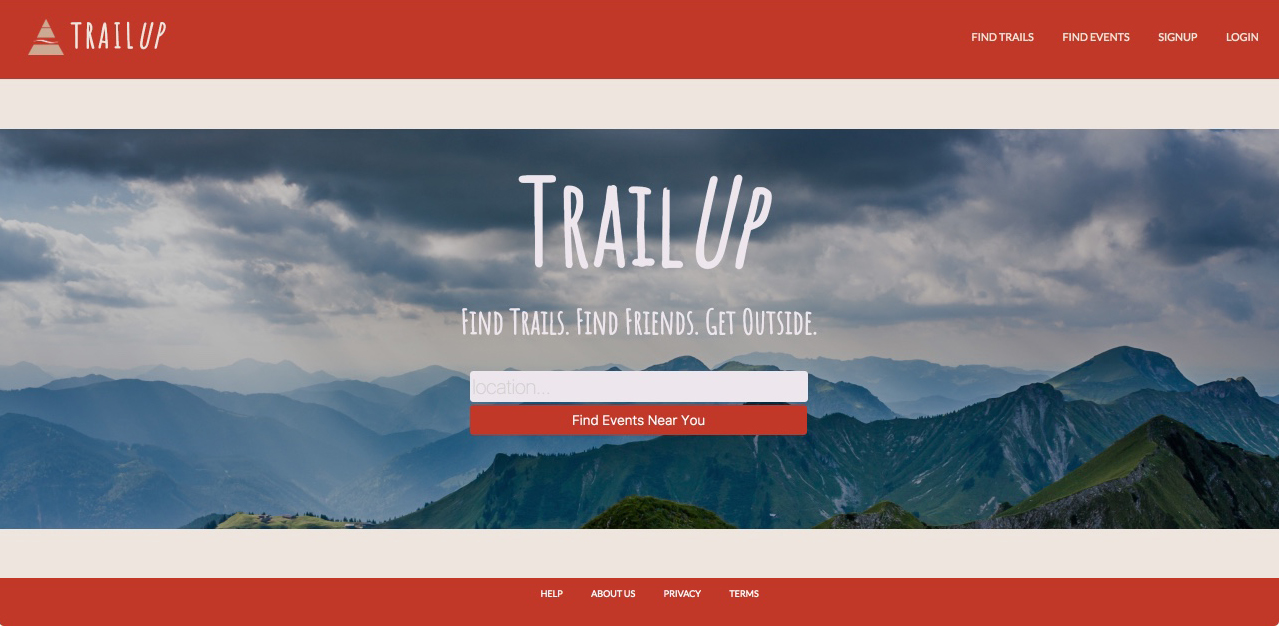 TRAILUP
FIND TRAILS FIND EVENTS SIGNUP LOGIN
TRAILUP
FIND TRAILS. FIND FRIENDS. GET OUTSIDE.
location...
Find Events Near You
HELP ABOUT US PRIVACY TERMS